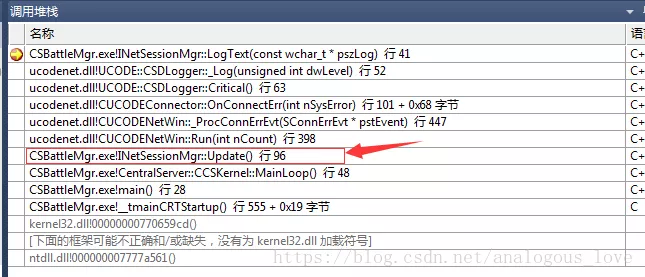 调用堆栈
名称 语
CSBattleMgr.exe!INetSessionMgr::LogText(const wchar_t * pszLog) 行 41 C+
ucodenet.dll!UCODE::CSDLogger::_Log(unsigned int dwLevel) 行 52 C+
ucodenet.dll!UCODE::CSDLogger::Critical() 行 63 C+
ucodenet.dll!CUCODEConnector::OnConnectErr(int nSysError) 行 101 + 0x68 字节 C+
ucodenet.dll!CUCODENetWin::_ProcConnErrEvt(SConnErrEvt * pstEvent) 行 447 C+
ucodenet.dll!CUCODENetWin::Run(int nCount) 行 398 C+
CSBattleMgr.exe!INetSessionMgr::Update() 行 96 C+
CSBattleMgr.exe!CentralServer::CCSKernel::MainLoop() 行 48 C+
CSBattleMgr.exe!main() 行 28 C+
CSBattleMgr.exe!__tmainCRTStartup() 行 555 + 0x19 字节 C
kernel32.dll!00000000770659cd()
[下面的框架可能不正确和/或缺失，没有为 kernel32.dll 加载符号]
ntdll.dll!000000007777a561()
https://blog.csdn.net/analogous_love